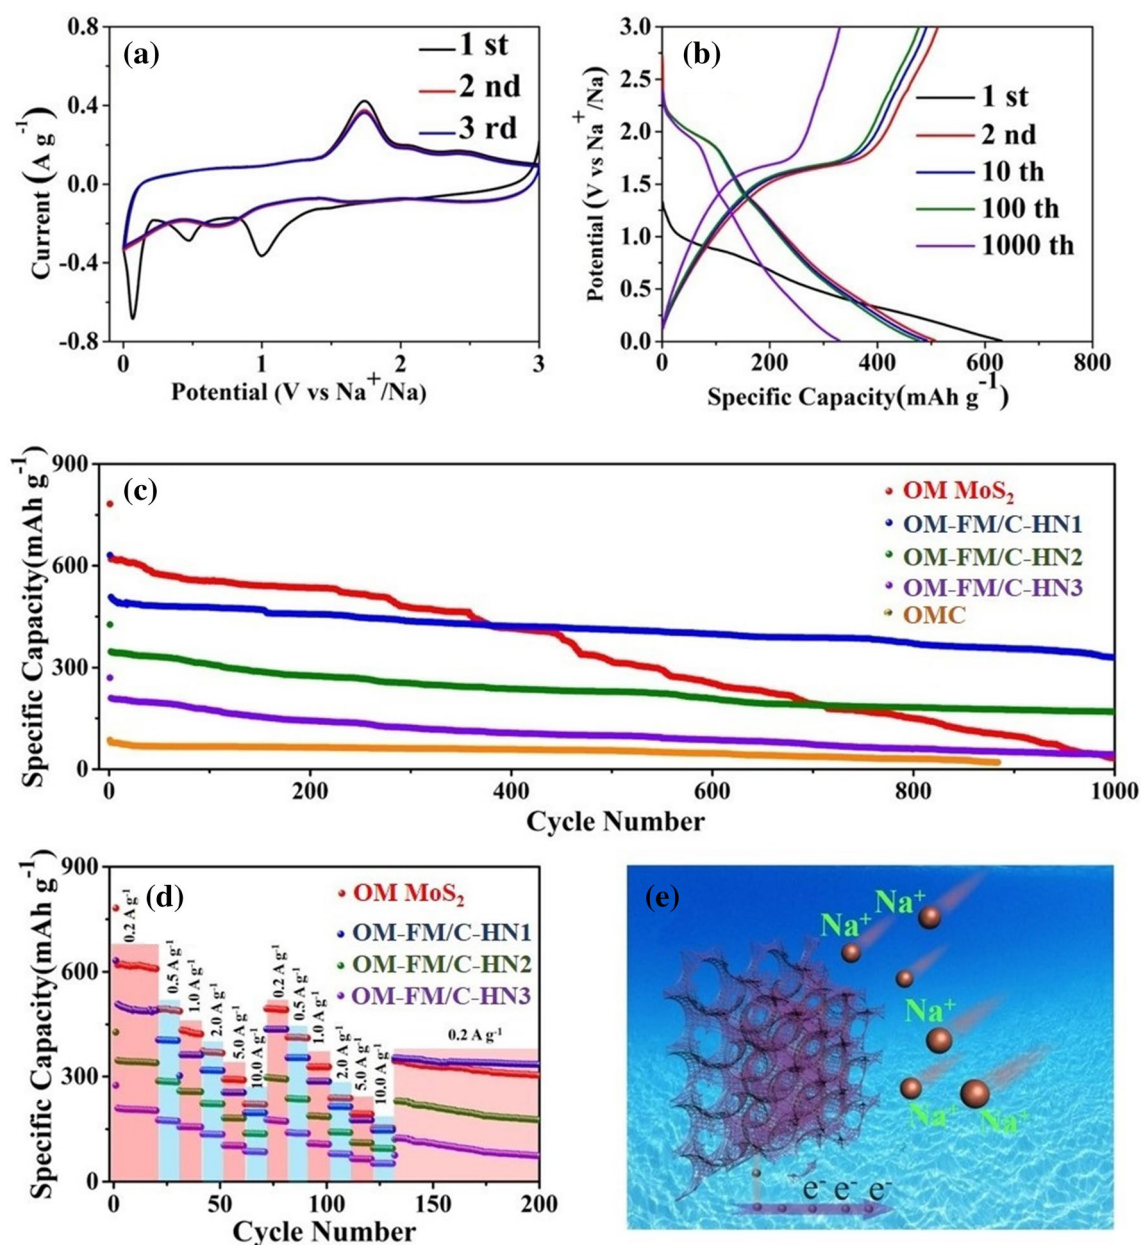 (a)
1 st
2 nd
3 rd
0.8
0.4
0.0
-0.4
-0.8
Current (A g⁻¹)
0
1
2
3
Potential (V vs Na⁺/Na)
(b)
1 st
2 nd
10 th
100 th
1000 th
3.0
2.5
2.0
1.5
1.0
0.5
0.0
Potential (V vs Na⁺/Na)
0
200
400
600
800
Specific Capacity(mAh g⁻¹)
(c)
OM MoS₂
OM-FM/C-HN1
OM-FM/C-HN2
OM-FM/C-HN3
OMC
900
600
300
0
Specific Capacity(mAh g⁻¹)
0
200
400
600
800
1000
Cycle Number
(d)
OM MoS₂
OM-FM/C-HN1
OM-FM/C-HN2
OM-FM/C-HN3
0.2 A g⁻¹
0.5 A g⁻¹
1.0 A g⁻¹
2.0 A g⁻¹
5.0 A g⁻¹
10.0 A g⁻¹
0.2 A g⁻¹
0.5 A g⁻¹
1.0 A g⁻¹
2.0 A g⁻¹
5.0 A g⁻¹
10.0 A g⁻¹
0.2 A g⁻¹
900
600
300
0
Specific Capacity(mAh g⁻¹)
0
50
100
150
200
Cycle Number
(e)
Na⁺
Na⁺
Na⁺
Na⁺
Na⁺
e⁻ e⁻ e⁻